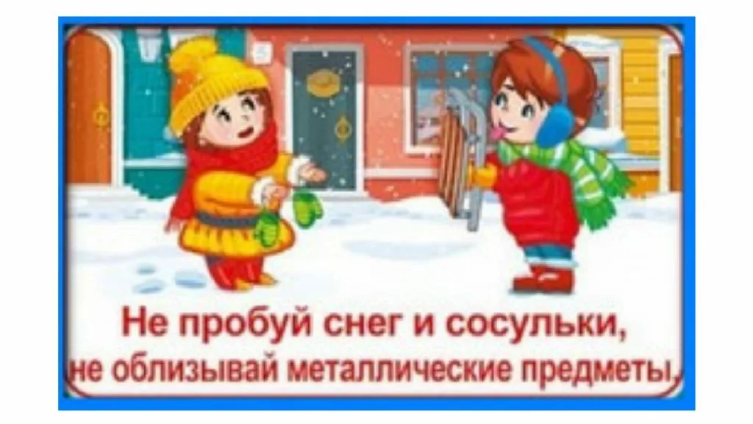 Не пробуй снег и сосульки,
не облизывай металлические предметы.